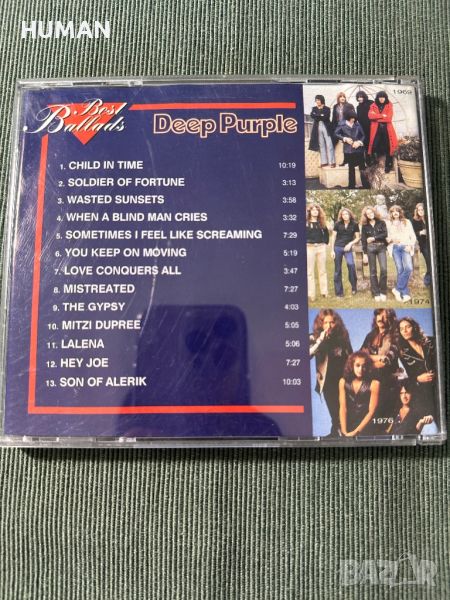 HUMAN
Best
Ballads
Deep Purple
1969
1. CHILD IN TIME 10:19
2. SOLDIER OF FORTUNE 3:13
3. WASTED SUNSETS 3:58
4. WHEN A BLIND MAN CRIES 3:32
5. SOMETIMES I FEEL LIKE SCREAMING 7:29
6. YOU KEEP ON MOVING 5:19
7. LOVE CONQUERS ALL 3:47
8. MISTREATED 7:27
9. THE GYPSY 4:03
10. MITZI DUPREE 5:05
11. LALENA 5:06
12. HEY JOE 7:27
13. SON OF ALERIK 10:03
1974
1976
BAZAR